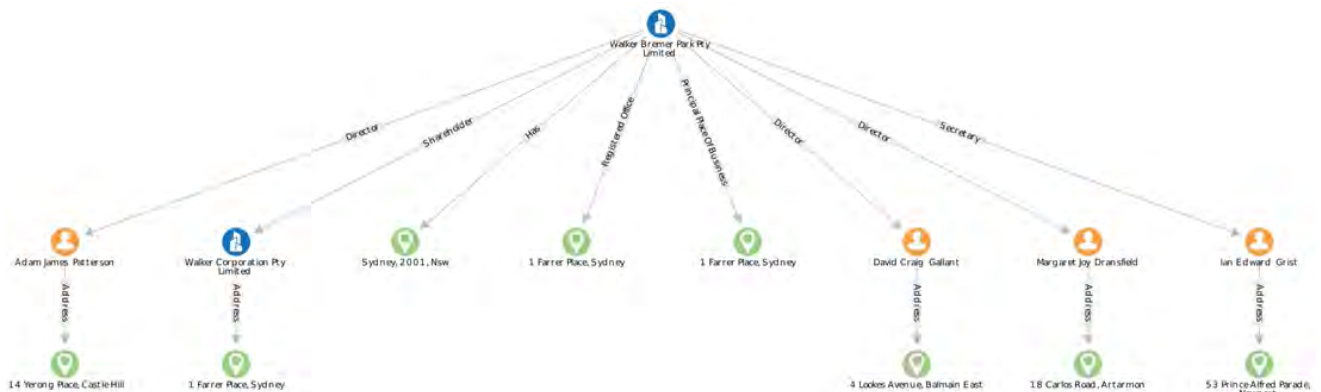 Walker Bremer Park Pty
Limited
Director
Shareholder
Has
Registered Office
Principal Place Of Business
Director
Director
Secretary
Adam James Patterson
Walker Corporation Pty
Limited
Sydney, 2001, Nsw
1 Farrer Place, Sydney
1 Farrer Place, Sydney
David Craig Gallant
Margaret Joy Dransfield
Ian Edward Grist
Address
Address
Address
Address
Address
14 Yerong Place, Castle Hill
1 Farrer Place, Sydney
4 Lookes Avenue, Balmain East
18 Carlos Road, Artarmon
53 Prince Alfred Parade,